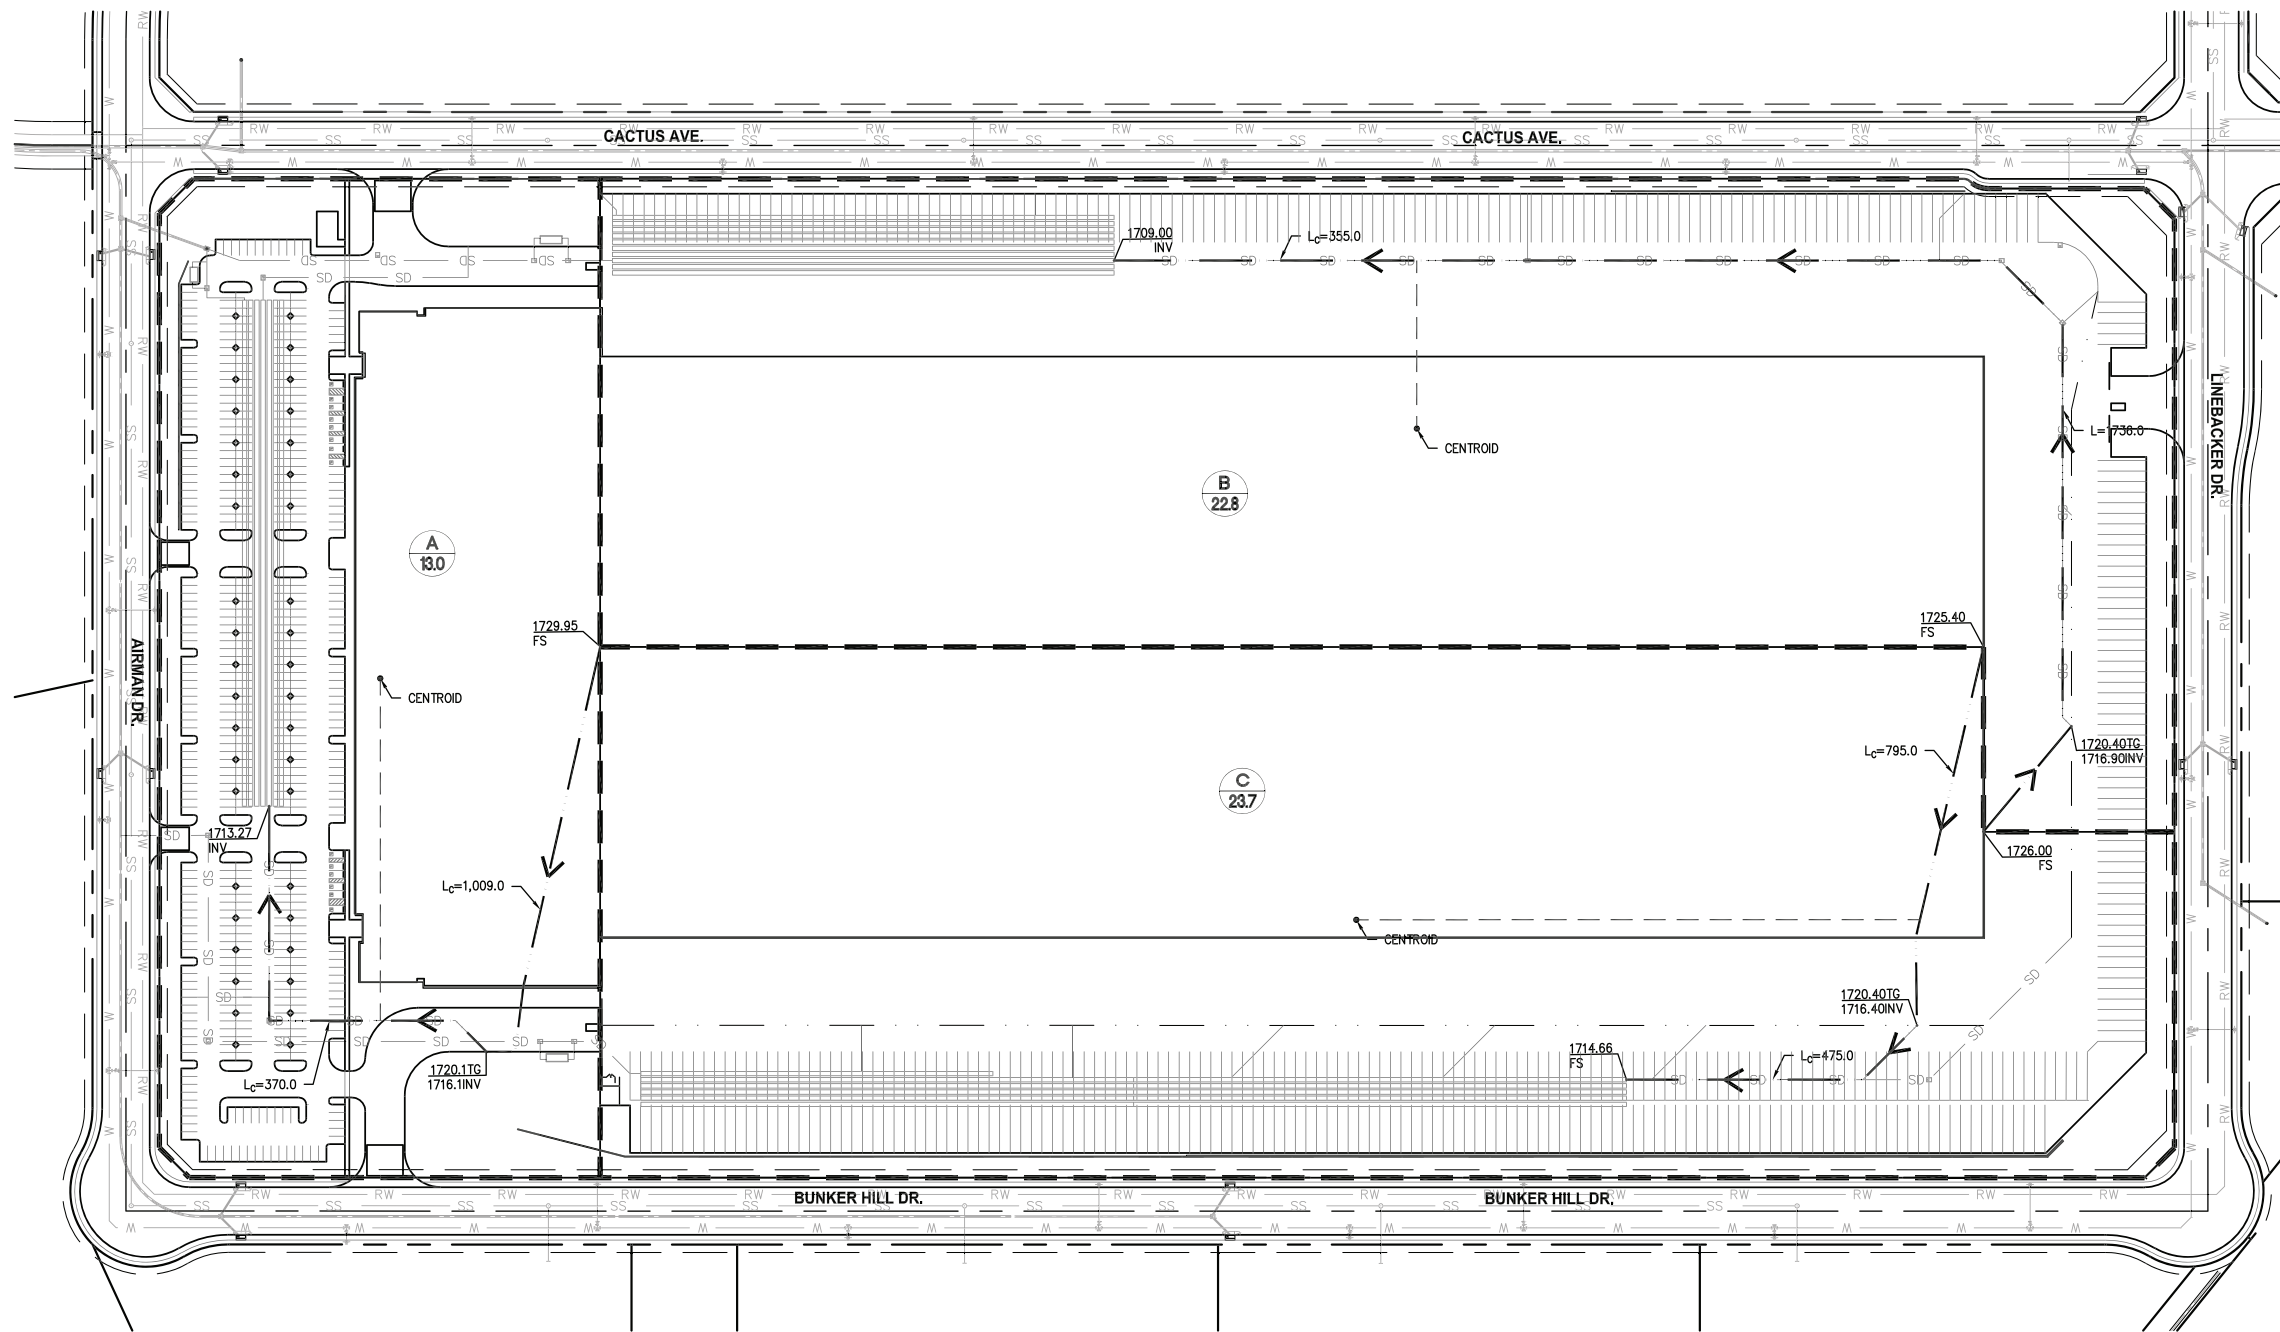 CACTUS AVE.
CACTUS AVE.
RW
SS
W
SD
1709.00
INV
Lc=355.0
LINEBACKER DR.
L=1736.0
CENTROID
B
22.8
A
13.0
1729.95
FS
1725.40
FS
AIRMAN DR.
CENTROID
Lc=795.0
1720.40TG
1716.90INV
C
23.7
1713.27
INV
1726.00
FS
Lc=1,009.0
CENTROID
1720.40TG
1716.40INV
1714.66
FS
Lc=475.0
1720.1TG
1716.1INV
Lc=370.0
BUNKER HILL DR.
BUNKER HILL DR.